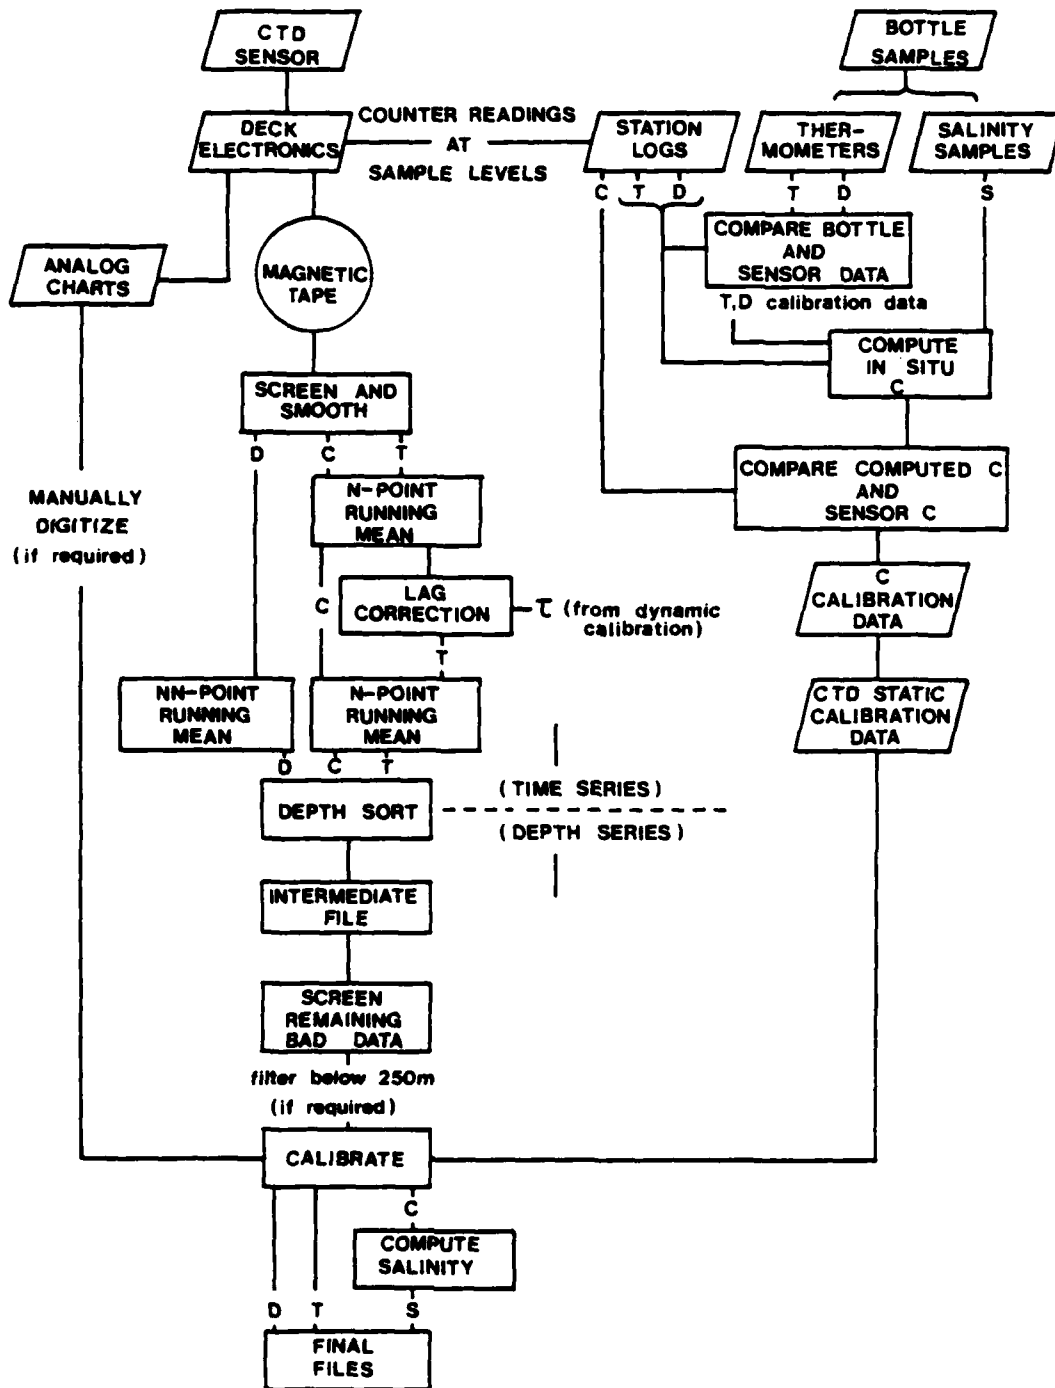 CTD
SENSOR
BOTTLE
SAMPLES
DECK
ELECTRONICS
COUNTER READINGS
AT
SAMPLE LEVELS
STATION
LOGS
THER-
MOMETERS
SALINITY
SAMPLES
C T D
T D
S
ANALOG
CHARTS
MAGNETIC
TAPE
COMPARE BOTTLE
AND
SENSOR DATA
T,D calibration data
COMPUTE
IN SITU
C
SCREEN AND
SMOOTH
D C T
MANUALLY
DIGITIZE
(if required)
N-POINT
RUNNING
MEAN
COMPARE COMPUTED C
AND
SENSOR C
C
LAG
CORRECTION
τ (from dynamic
calibration)
T
C
CALIBRATION
DATA
NN-POINT
RUNNING
MEAN
N-POINT
RUNNING
MEAN
CTD STATIC
CALIBRATION
DATA
D C T
DEPTH SORT
(TIME SERIES)
(DEPTH SERIES)
INTERMEDIATE
FILE
SCREEN
REMAINING
BAD DATA
filter below 250m
(if required)
CALIBRATE
C
COMPUTE
SALINITY
D T S
FINAL
FILES